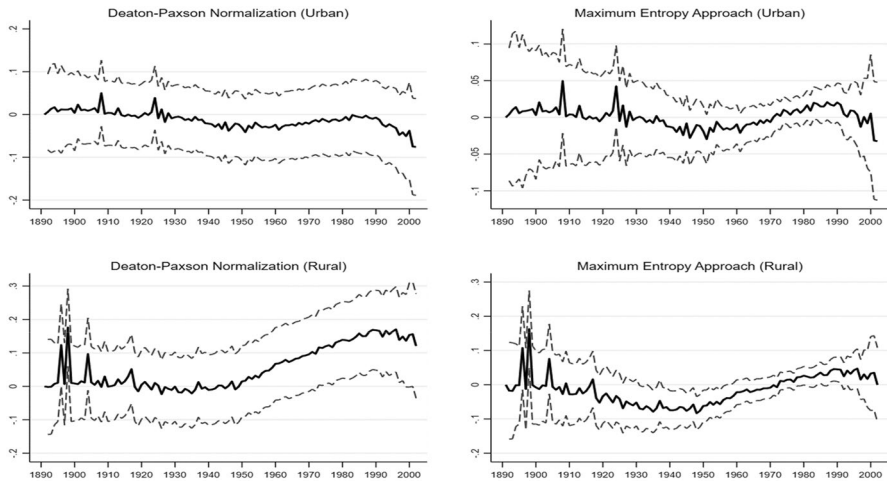 Deaton-Paxson Normalization (Urban)
.2
.1
0
-.1
-.2
1890 1900 1910 1920 1930 1940 1950 1960 1970 1980 1990 2000
Maximum Entropy Approach (Urban)
.1
.05
0
-.05
-.1
1890 1900 1910 1920 1930 1940 1950 1960 1970 1980 1990 2000
Deaton-Paxson Normalization (Rural)
.3
.2
.1
0
-.1
-.2
1890 1900 1910 1920 1930 1940 1950 1960 1970 1980 1990 2000
Maximum Entropy Approach (Rural)
.3
.2
.1
0
-.1
-.2
1890 1900 1910 1920 1930 1940 1950 1960 1970 1980 1990 2000